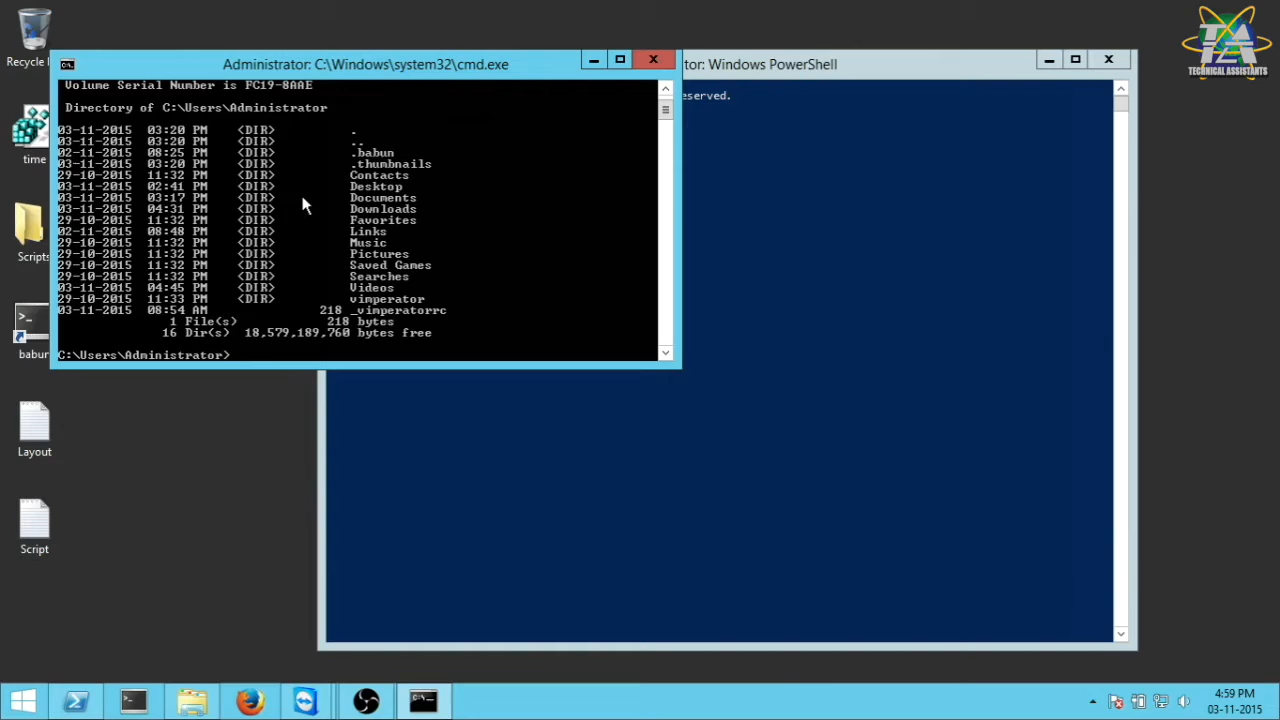 Recycle
TA
TECHNICAL ASSISTANTS
Administrator: C:\Windows\system32\cmd.exe
tor: Windows PowerShell
Volume Serial Number is FC19-8AAE
eserved.
Directory of C:\Users\Administrator
03-11-2015 03:20 PM <DIR> .
03-11-2015 03:20 PM <DIR> ..
02-11-2015 08:25 PM <DIR> .babun
03-11-2015 03:20 PM <DIR> .thumbnails
29-10-2015 11:32 PM <DIR> Contacts
03-11-2015 02:41 PM <DIR> Desktop
03-11-2015 03:17 PM <DIR> Documents
03-11-2015 04:31 PM <DIR> Downloads
29-10-2015 11:32 PM <DIR> Favorites
02-11-2015 08:48 PM <DIR> Links
29-10-2015 11:32 PM <DIR> Music
29-10-2015 11:32 PM <DIR> Pictures
29-10-2015 11:32 PM <DIR> Saved Games
29-10-2015 11:32 PM <DIR> Searches
03-11-2015 04:45 PM <DIR> Videos
29-10-2015 11:33 PM <DIR> vimperator
03-11-2015 08:54 AM 218 _vimperatorrc
1 File(s) 218 bytes
16 Dir(s) 18,579,189,760 bytes free
C:\Users\Administrator>
time
Scripts
babun
Layout
Script
4:59 PM
03-11-2015